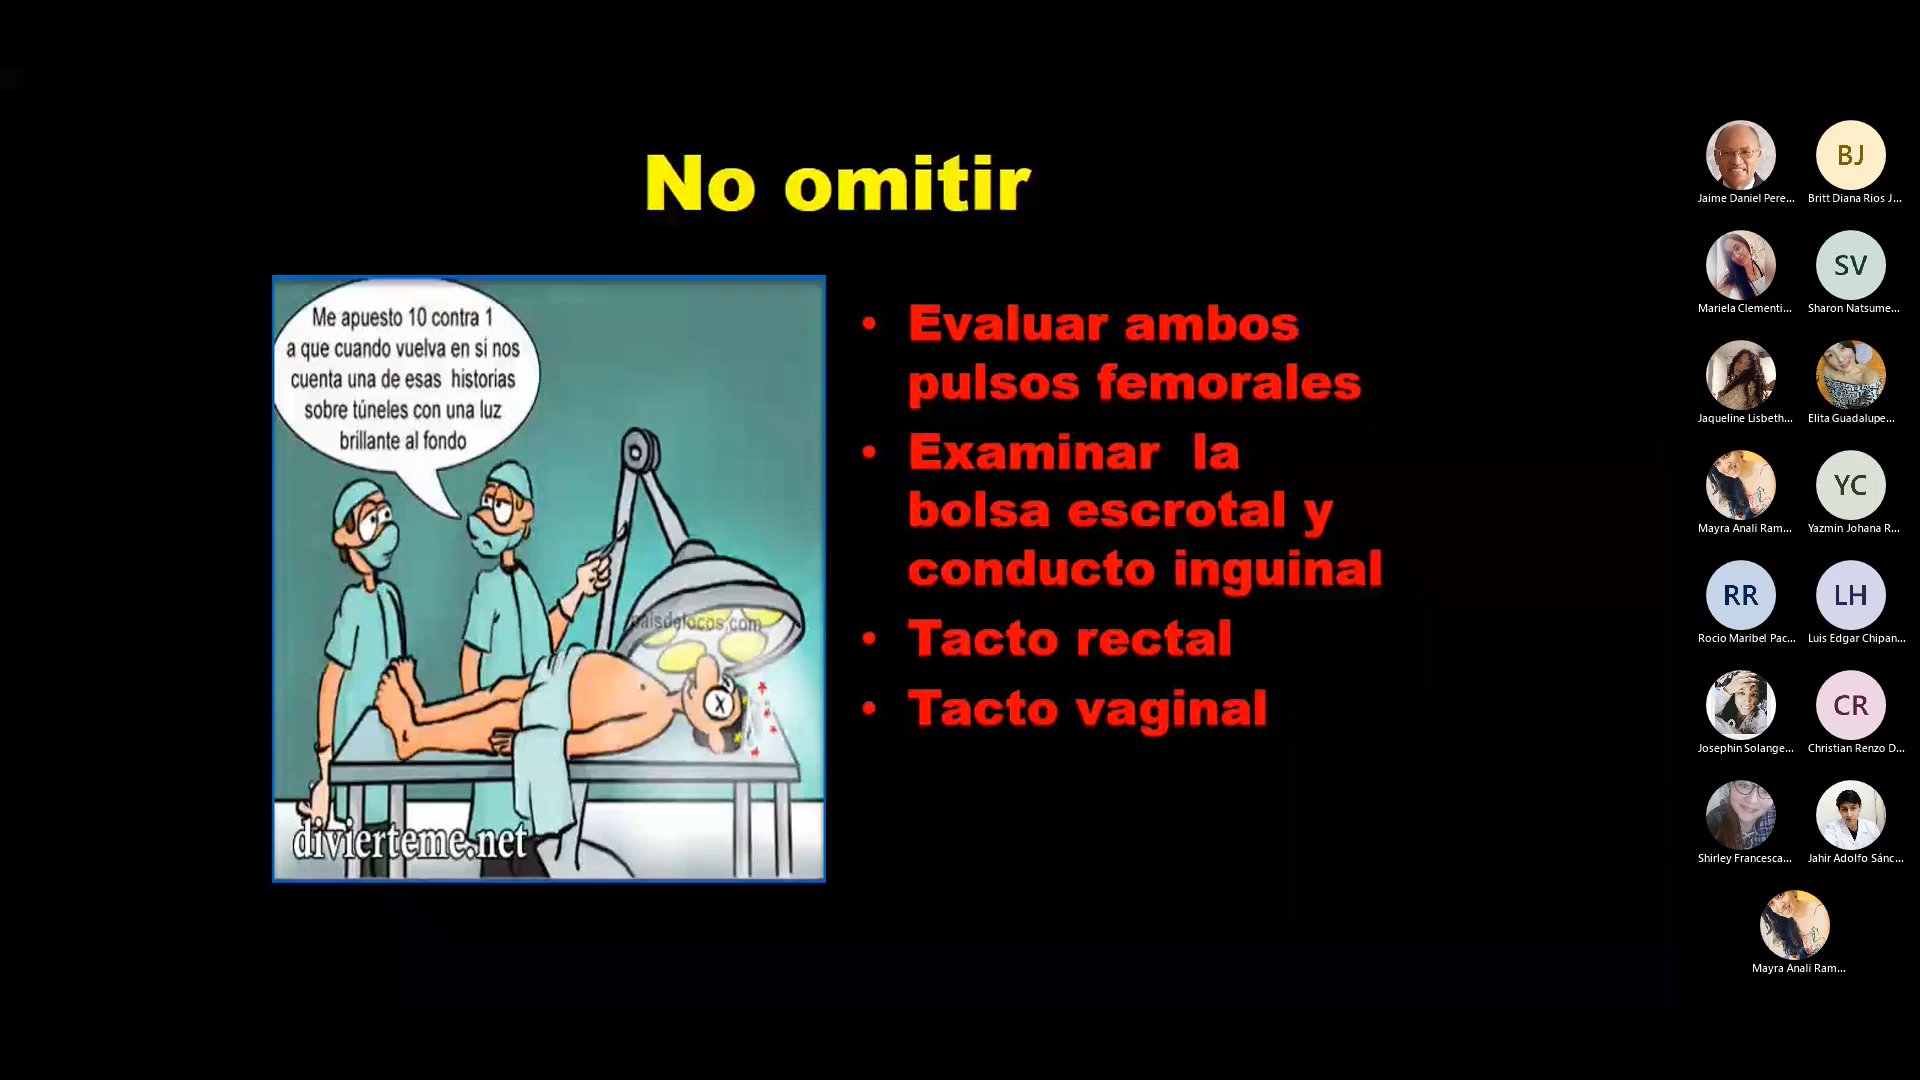 No omitir
Me apuesto 10 contra 1
a que cuando vuelva en si nos
cuenta una de esas historias
sobre túneles con una luz
brillante al fondo
paisdelocos.com
X
divierteme.net
• Evaluar ambos
pulsos femorales
• Examinar la
bolsa escrotal y
conducto inguinal
• Tacto rectal
• Tacto vaginal
Jaime Daniel Pere...
BJ
Britt Diana Rios J...
Mariela Clementi...
SV
Sharon Natsume...
Jaqueline Lisbeth...
Elita Guadalupe...
Mayra Anali Ram...
YC
Yazmin Johana R...
RR
Rocio Maribel Pac...
LH
Luis Edgar Chipan...
Josephin Solange...
CR
Christian Renzo D...
Shirley Francesca...
Jahir Adolfo Sánc...
Mayra Anali Ram...